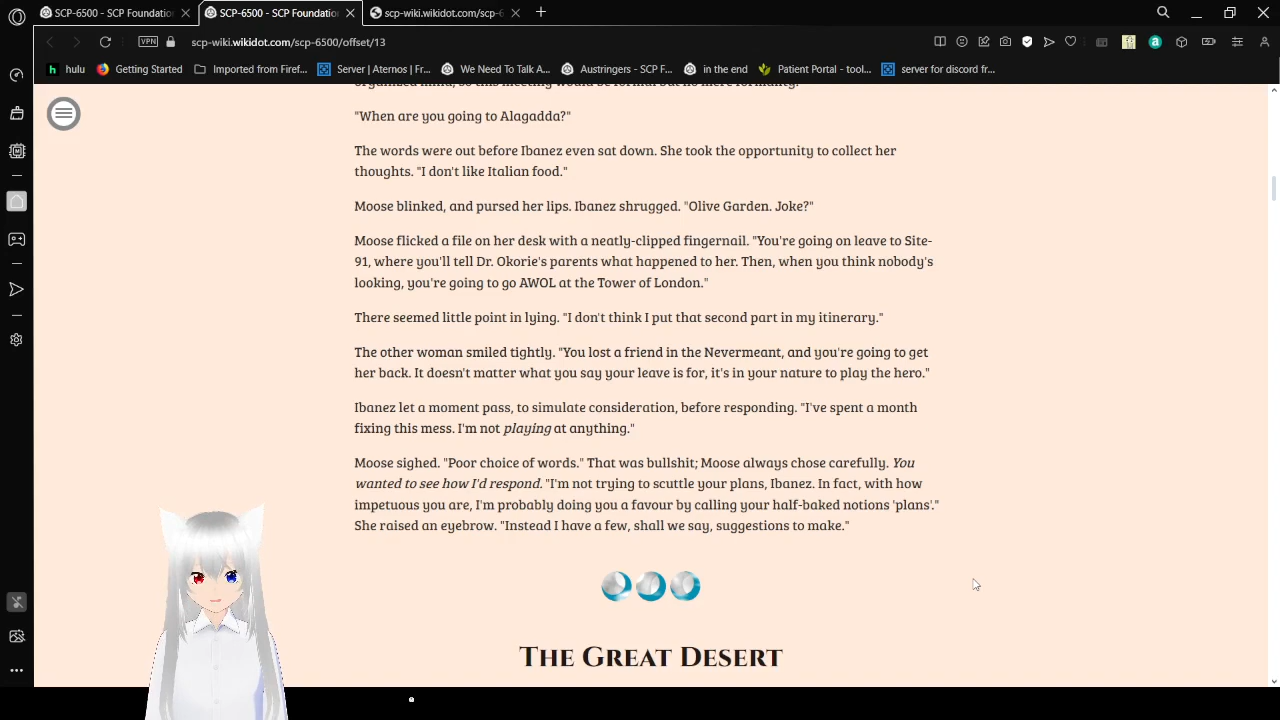 SCP-6500 - SCP Foundatio
SCP-6500 - SCP Foundatio
scp-wiki.wikidot.com/scp-6
VPN
scp-wiki.wikidot.com/scp-6500/offset/13
hulu
Getting Started
Imported from Firef...
Server | Aternos | Fr...
We Need To Talk A...
Austringers - SCP F...
in the end
Patient Portal - tool...
server for discord fr...
"When are you going to Alagadda?"
The words were out before Ibanez even sat down. She took the opportunity to collect her
thoughts. "I don't like Italian food."
Moose blinked, and pursed her lips. Ibanez shrugged. "Olive Garden. Joke?"
Moose flicked a file on her desk with a neatly-clipped fingernail. "You're going on leave to Site-
91, where you'll tell Dr. Okorie's parents what happened to her. Then, when you think nobody's
looking, you're going to go AWOL at the Tower of London."
There seemed little point in lying. "I don't think I put that second part in my itinerary."
The other woman smiled tightly. "You lost a friend in the Nevermeant, and you're going to get
her back. It doesn't matter what you say your leave is for, it's in your nature to play the hero."
Ibanez let a moment pass, to simulate consideration, before responding. "I've spent a month
fixing this mess. I'm not playing at anything."
Moose sighed. "Poor choice of words." That was bullshit; Moose always chose carefully. You
wanted to see how I'd respond. "I'm not trying to scuttle your plans, Ibanez. In fact, with how
impetuous you are, I'm probably doing you a favour by calling your half-baked notions 'plans'."
She raised an eyebrow. "Instead I have a few, shall we say, suggestions to make."
The Great Desert